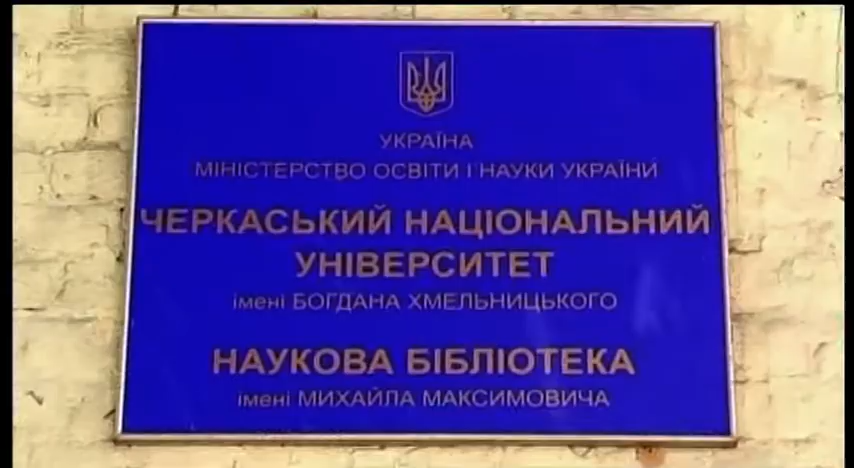 УКРАЇНА
МІНІСТЕРСТВО ОСВІТИ І НАУКИ УКРАЇНИ
ЧЕРКАСЬКИЙ НАЦІОНАЛЬНИЙ
УНІВЕРСИТЕТ
імені БОГДАНА ХМЕЛЬНИЦЬКОГО
НАУКОВА БІБЛІОТЕКА
імені МИХАЙЛА МАКСИМОВИЧА